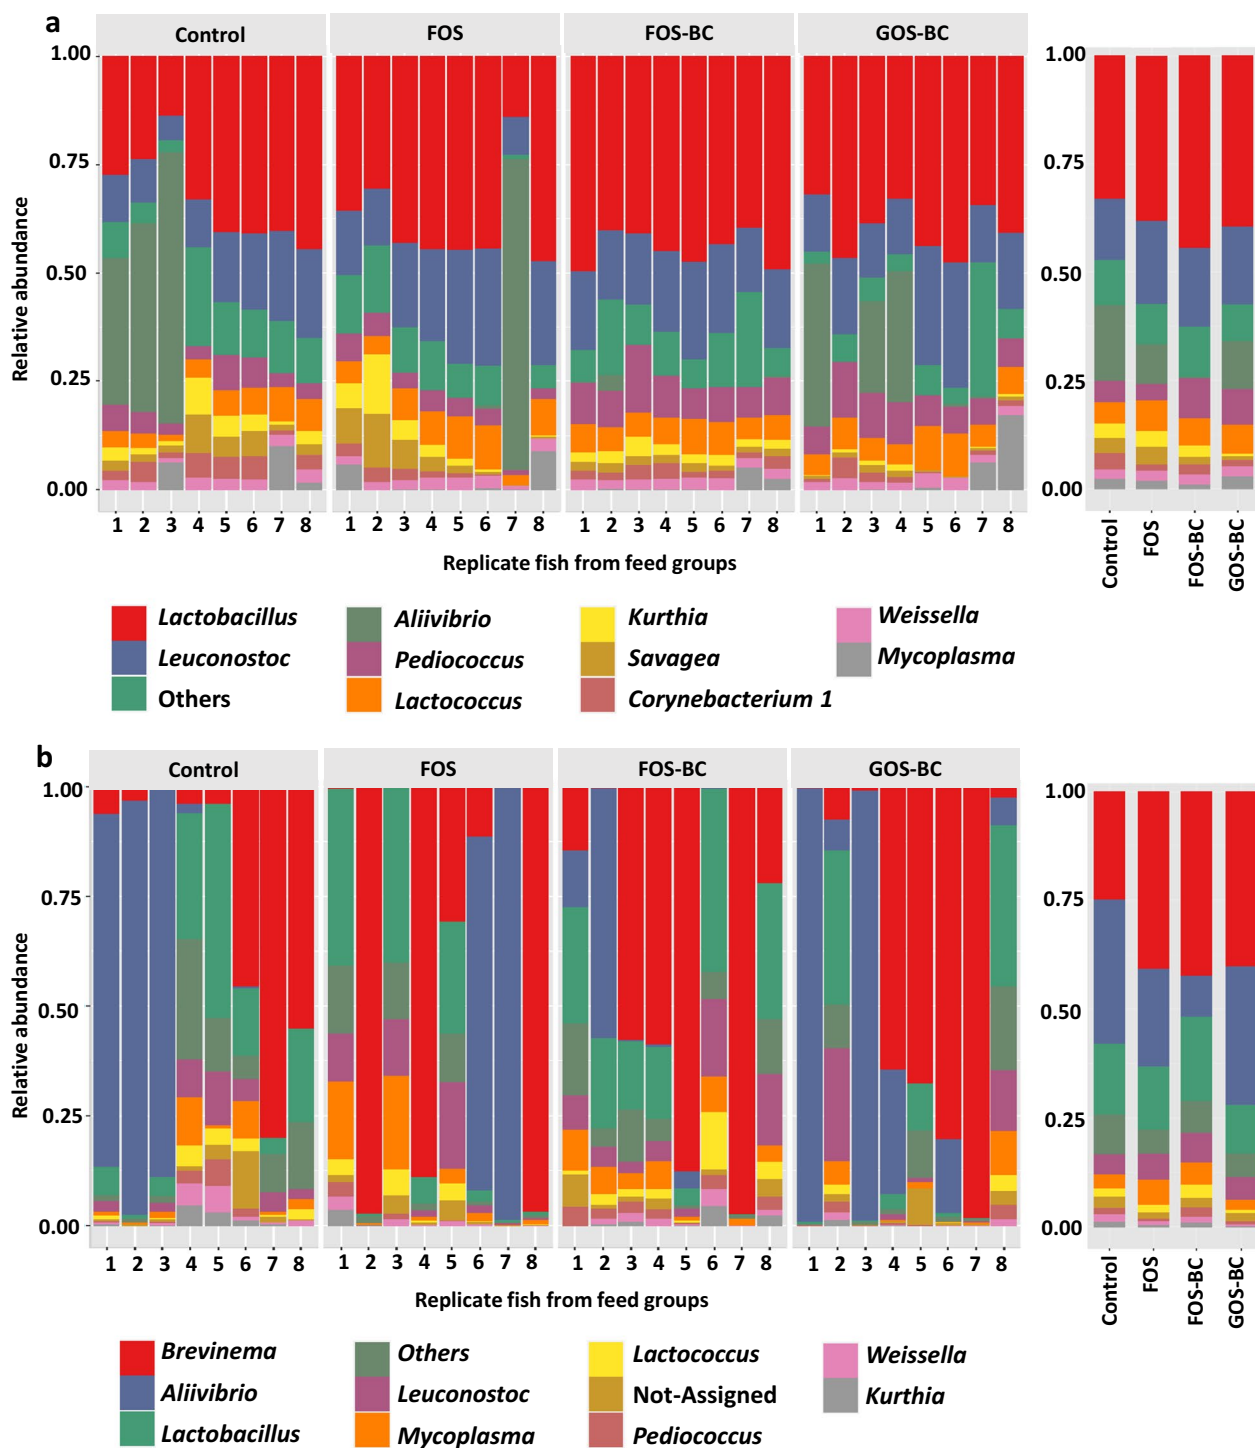 a
Control FOS FOS-BC GOS-BC
1.00
0.75
0.50
0.25
0.00
Relative abundance
1 2 3 4 5 6 7 8 1 2 3 4 5 6 7 8 1 2 3 4 5 6 7 8 1 2 3 4 5 6 7 8
Replicate fish from feed groups
1.00
0.75
0.50
0.25
0.00
Control FOS FOS-BC GOS-BC
Lactobacillus Aliivibrio Kurthia Weissella
Leuconostoc Pediococcus Savagea Mycoplasma
Others Lactococcus Corynebacterium 1
b
Control FOS FOS-BC GOS-BC
1.00
0.75
0.50
0.25
0.00
Relative abundance
1 2 3 4 5 6 7 8 1 2 3 4 5 6 7 8 1 2 3 4 5 6 7 8 1 2 3 4 5 6 7 8
Replicate fish from feed groups
1.00
0.75
0.50
0.25
0.00
Control FOS FOS-BC GOS-BC
Brevinema Others Lactococcus Weissella
Aliivibrio Leuconostoc Not-Assigned Kurthia
Lactobacillus Mycoplasma Pediococcus